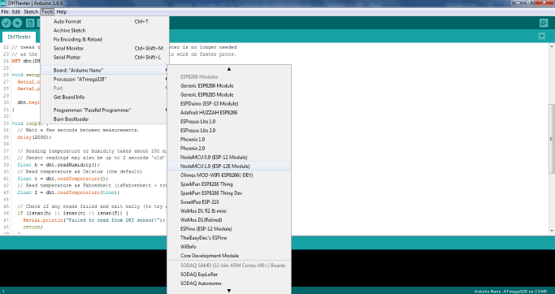 DHTtester | Arduino 1.6.9
File Edit Sketch Tools Help
Auto Format Ctrl+T
Archive Sketch
Fix Encoding & Reload
Serial Monitor Ctrl+Shift+M
Serial Plotter Ctrl+Shift+L
Board: "Arduino Nano"
Processor: "ATmega328"
Port
Get Board Info
Programmer: "Parallel Programmer"
Burn Bootloader
DHTtester
22 // tweak t
is no longer needed
23 // as the
to work on faster procs.
24 DHT dht(DH
26 void setup
27 Serial.b
28 Serial.p
30 dht.begi
31 }
33 void loop(
34 // Wait a few seconds between measurements.
35 delay(2000);
37 // Reading temperature or humidity takes about 250 m
38 // Sensor readings may also be up to 2 seconds 'old'
39 float h = dht.readHumidity();
40 // Read temperature as Celsius (the default)
41 float t = dht.readTemperature();
42 // Read temperature as Fahrenheit (isFahrenheit = tr
43 float f = dht.readTemperature(true);
45 // Check if any reads failed and exit early (to try
46 if (isnan(h) || isnan(t) || isnan(f)) {
47 Serial.println("Failed to read from DHT sensor!");
48 return;
49 }
ESP8266 Modules
Generic ESP8266 Module
Generic ESP8285 Module
ESPDuino (ESP-13 Module)
Adafruit HUZZAH ESP8266
ESPresso Lite 1.0
ESPresso Lite 2.0
Phoenix 1.0
Phoenix 2.0
NodeMCU 0.9 (ESP-12 Module)
NodeMCU 1.0 (ESP-12E Module)
Olimex MOD-WIFI-ESP8266(-DEV)
SparkFun ESP8266 Thing
SparkFun ESP8266 Thing Dev
SweetPea ESP-210
WeMos D1 R2 & mini
WeMos D1(Retired)
ESPino (ESP-12 Module)
ThaiEasyElec's ESPino
WifInfo
Core Development Module
SODAQ SAMD (32-bits ARM Cortex-M0+) Boards
SODAQ ExpLoRer
SODAQ Autonomo
Arduino Nano, ATmega328 on COM8